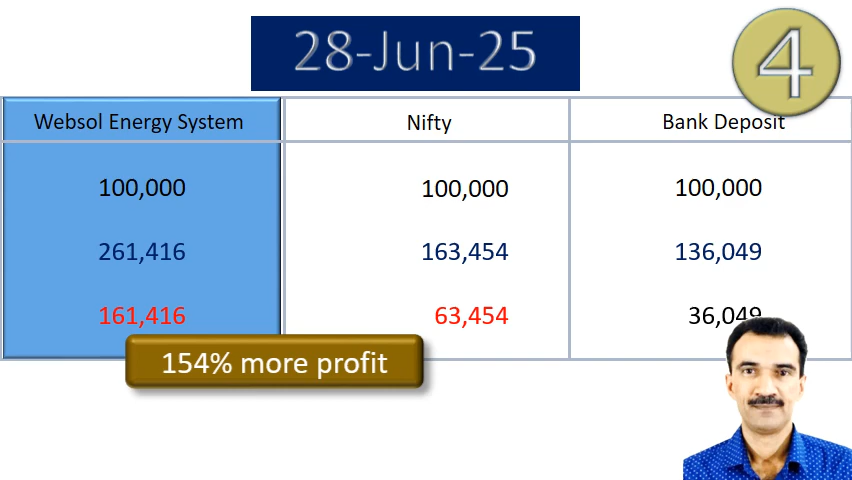 28-Jun-25
4
Websol Energy System Nifty Bank Deposit
100,000 100,000 100,000
261,416 163,454 136,049
161,416 63,454 36,049
154% more profit